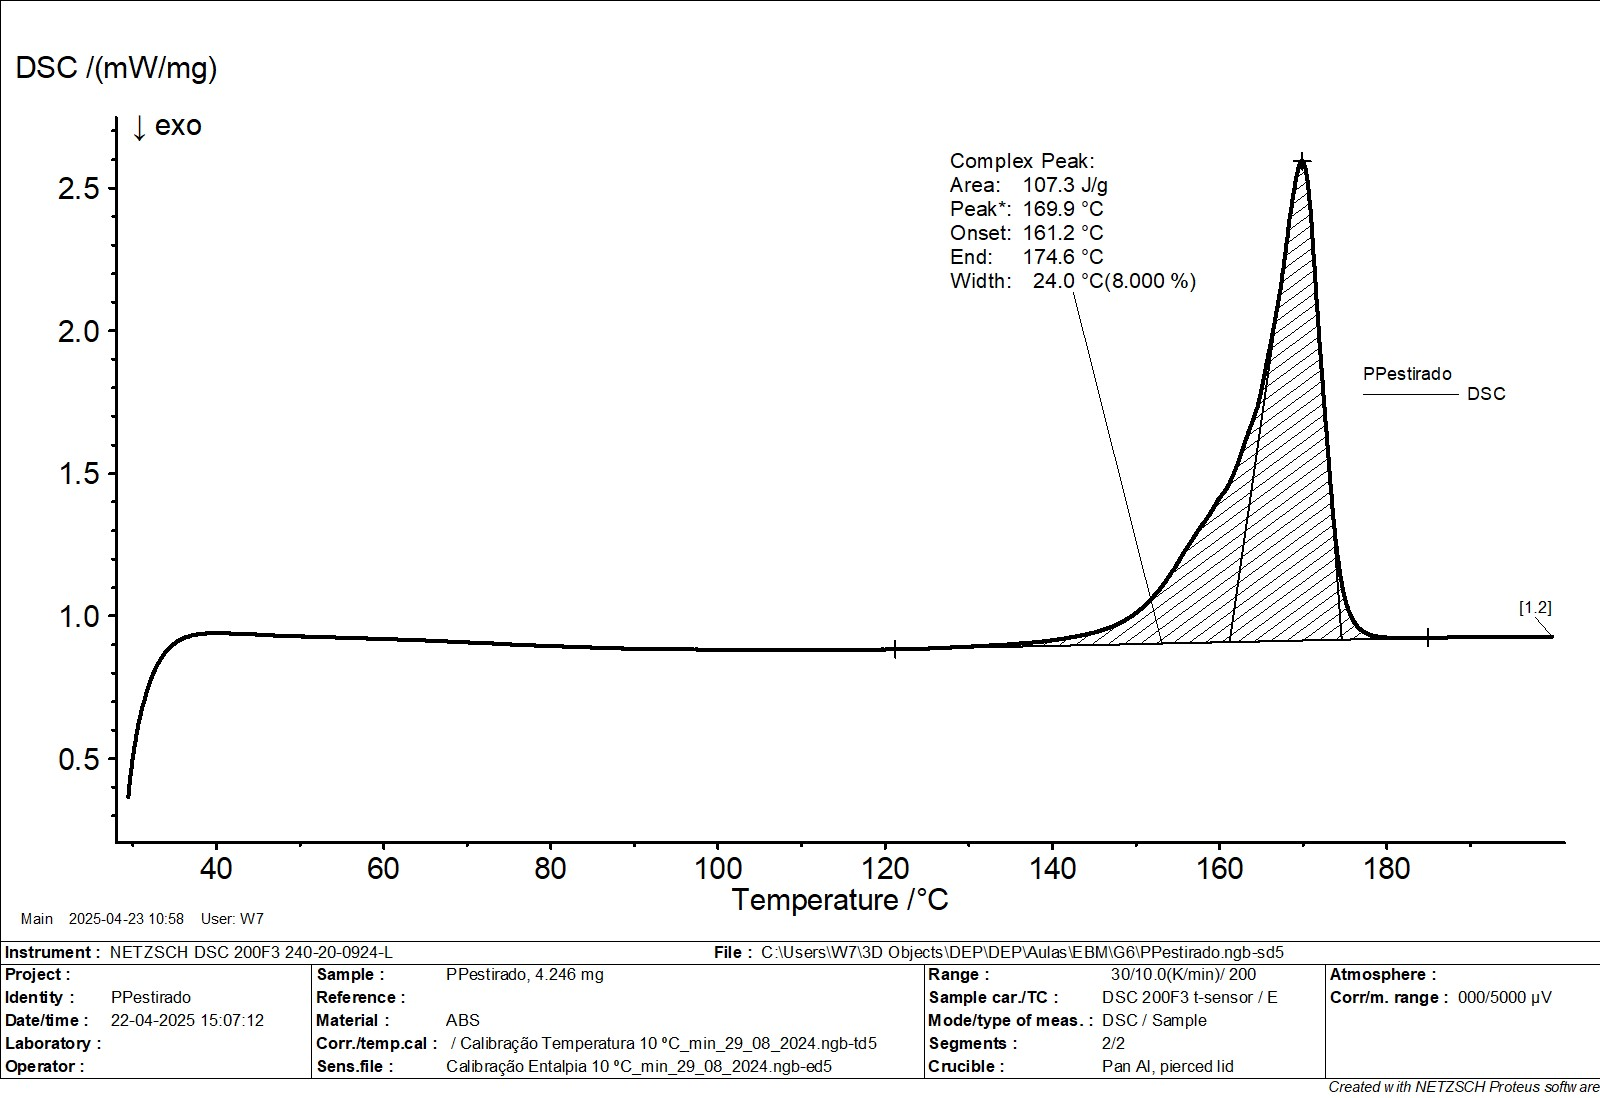 DSC /(mW/mg)
↓ exo
Complex Peak:
Area: 107.3 J/g
Peak*: 169.9 °C
Onset: 161.2 °C
End: 174.6 °C
Width: 24.0 °C(8.000 %)
2.5
2.0
1.5
1.0
0.5
PPestirado
DSC
[1.2]
40 60 80 100 120 140 160 180
Temperature /°C
Main 2025-04-23 10:58 User: W7
Instrument : NETZSCH DSC 200F3 240-20-0924-L File : C:\Users\W7\3D Objects\DEP\DEP\Aulas\EBM\G6\PPestirado.ngb-sd5
Project : Sample : PPestirado, 4.246 mg Range : 30/10.0(K/min)/ 200 Atmosphere :
Identity : PPestirado Reference : Sample car./TC : DSC 200F3 t-sensor / E Corr/m. range : 000/5000 µV
Date/time : 22-04-2025 15:07:12 Material : ABS Mode/type of meas. : DSC / Sample
Laboratory : Corr./temp.cal : / Calibração Temperatura 10 ºC_min_29_08_2024.ngb-td5 Segments : 2/2
Operator : Sens.file : Calibração Entalpia 10 ºC_min_29_08_2024.ngb-ed5 Crucible : Pan Al, pierced lid
Created with NETZSCH Proteus software